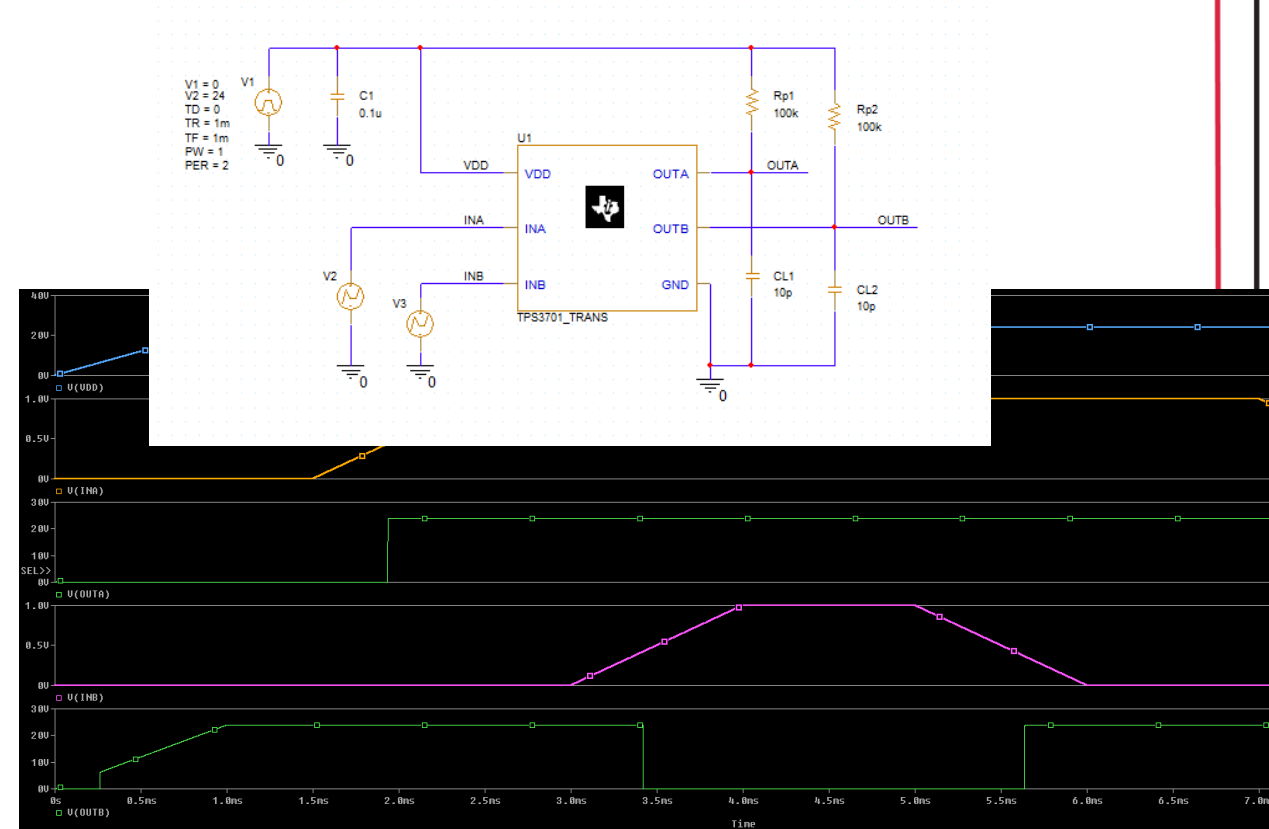 V1 = 0
V2 = 24
TD = 0
TR = 1m
TF = 1m
PW = 1
PER = 2
V1
0
C1
0.1u
0
Rp1
100k
Rp2
100k
U1
VDD
VDD
OUTA
OUTA
INA
INA
OUTB
OUTB
INB
INB
GND
TPS3701_TRANS
V2
0
V3
0
CL1
10p
CL2
10p
0
40V
20V
0V
V(VDD)
1.0V
0.5V
0V
V(INA)
30V
20V
10V
SEL>>
0V
V(OUTA)
1.0V
0.5V
0V
V(INB)
30V
20V
10V
0V
0s 0.5ms 1.0ms 1.5ms 2.0ms 2.5ms 3.0ms 3.5ms 4.0ms 4.5ms 5.0ms 5.5ms 6.0ms 6.5ms
V(OUTB)
Time